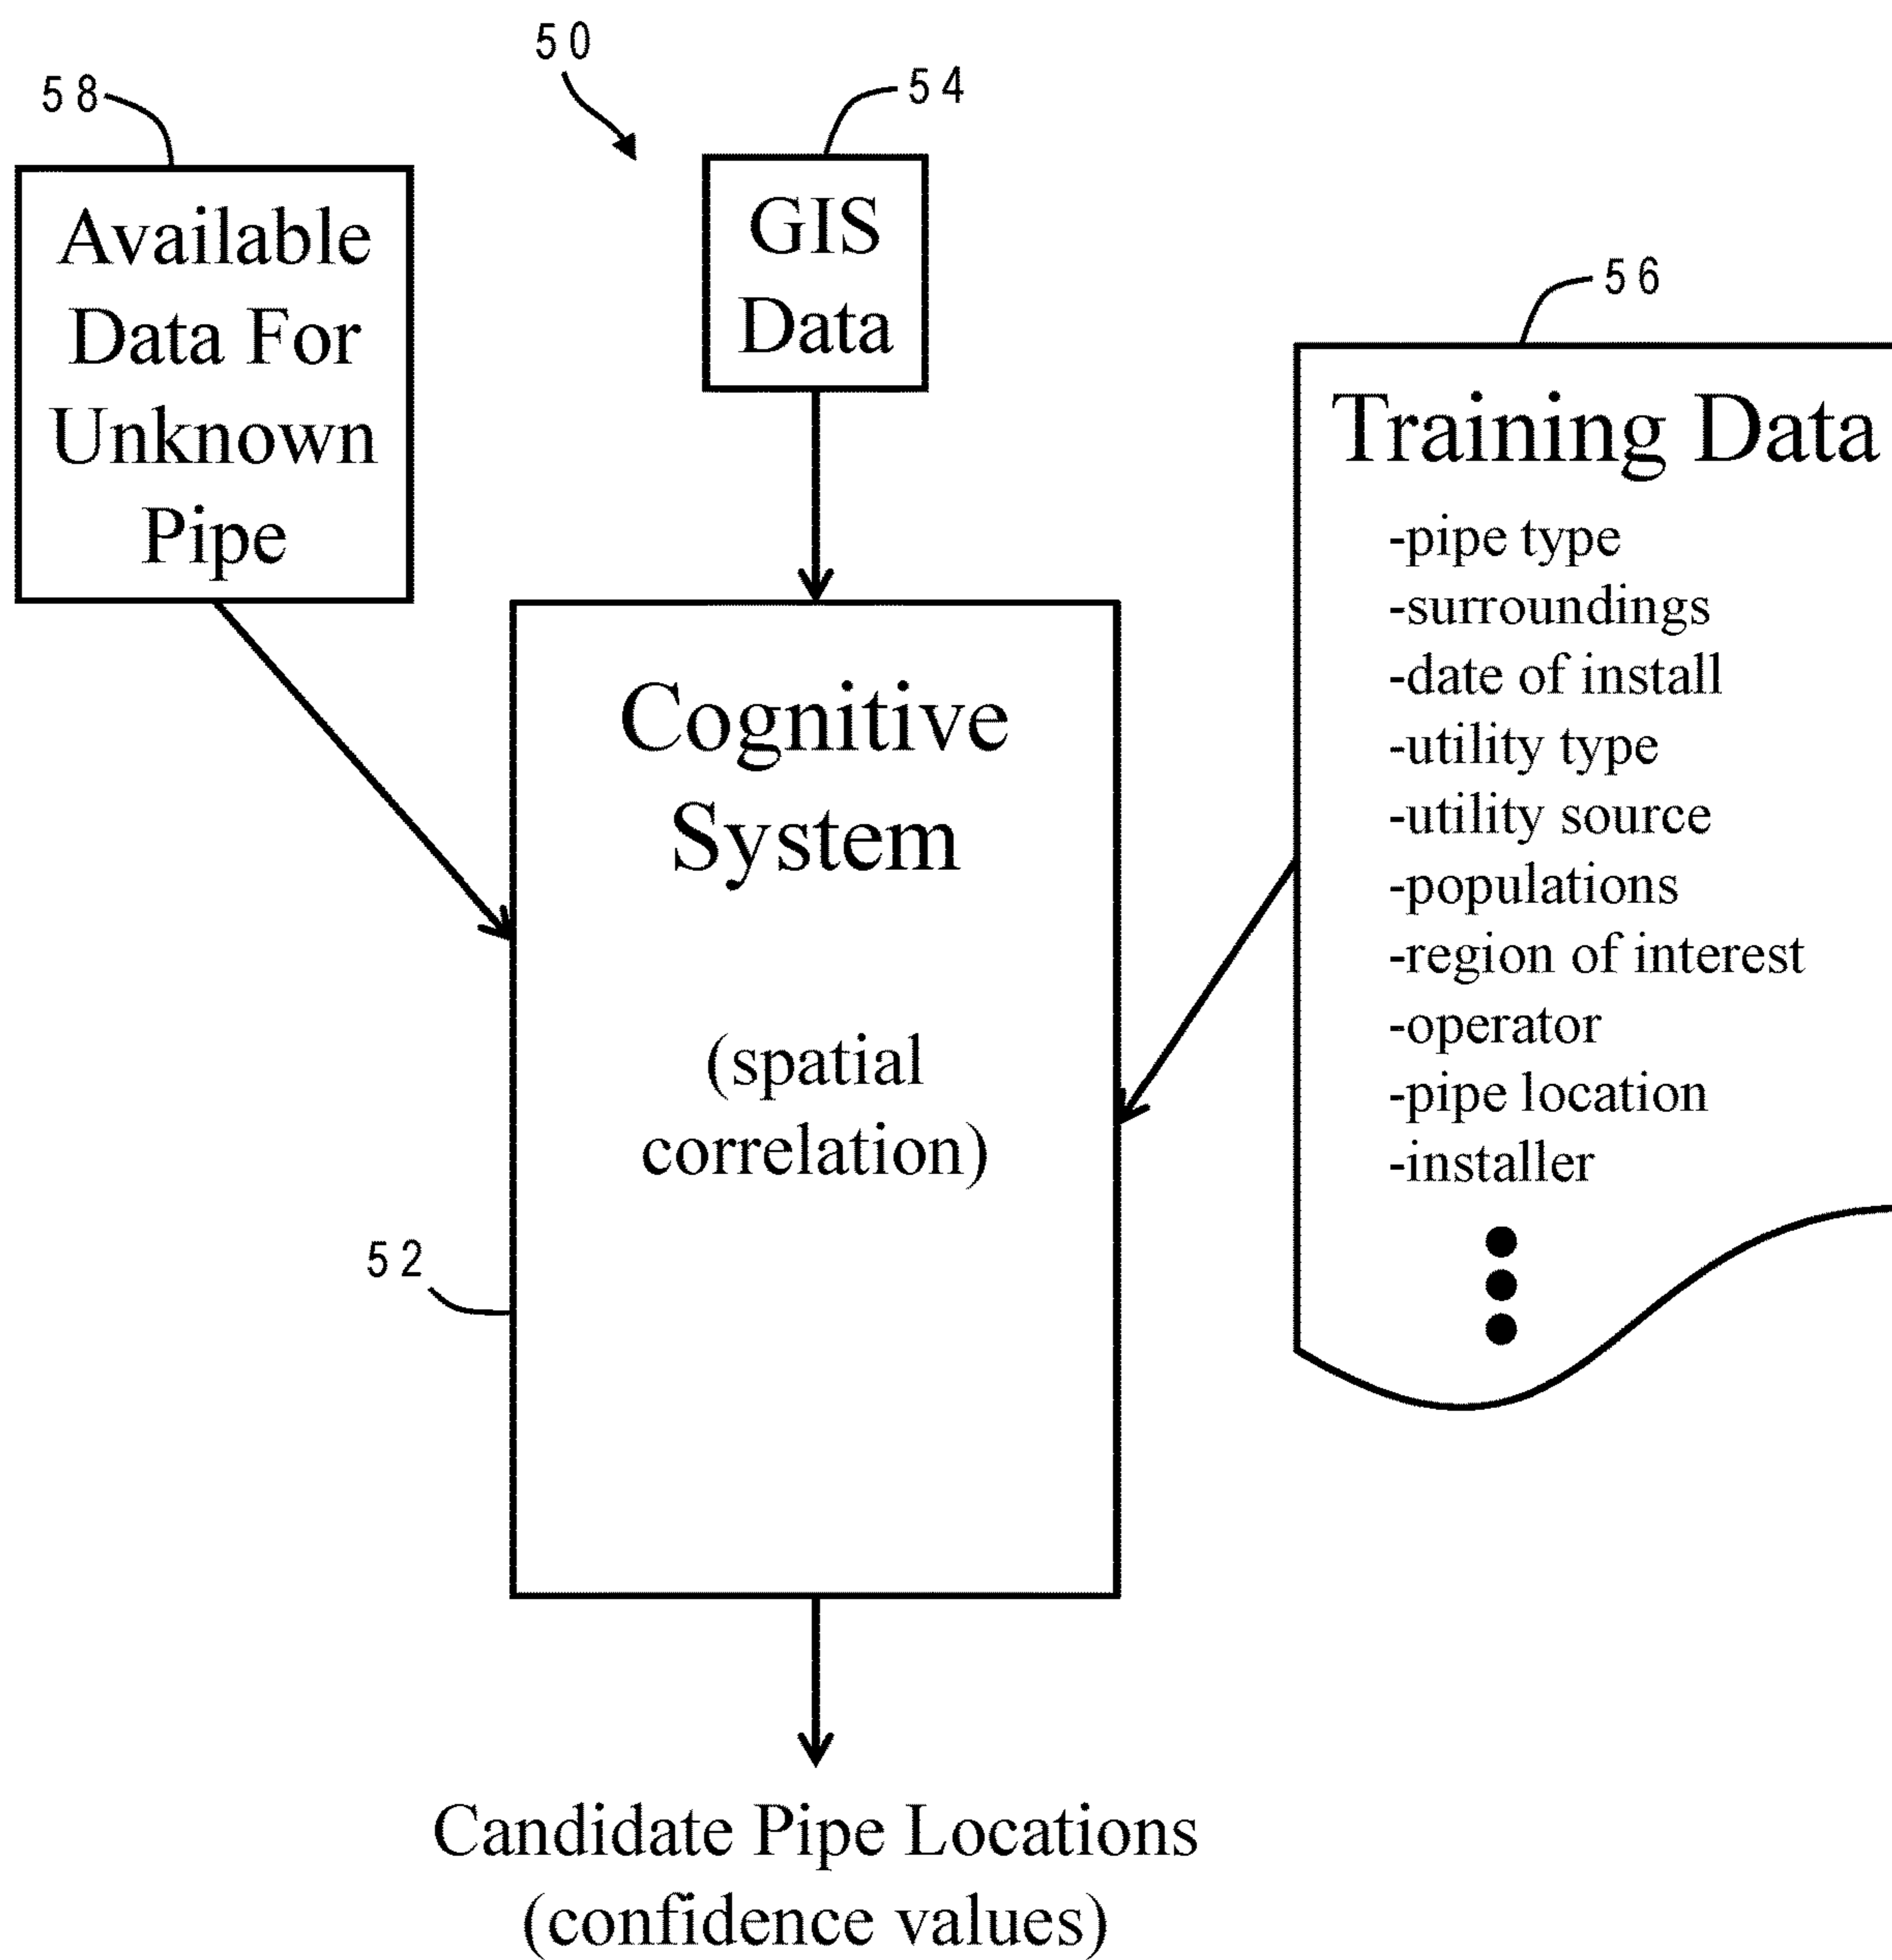 50
58
54
Available
Data For
Unknown
Pipe
GIS
Data
56
Training Data
-pipe type
-surroundings
-date of install
-utility type
-utility source
-populations
-region of interest
-operator
-pipe location
-installer
Cognitive
System
(spatial
correlation)
52
Candidate Pipe Locations
(confidence values)